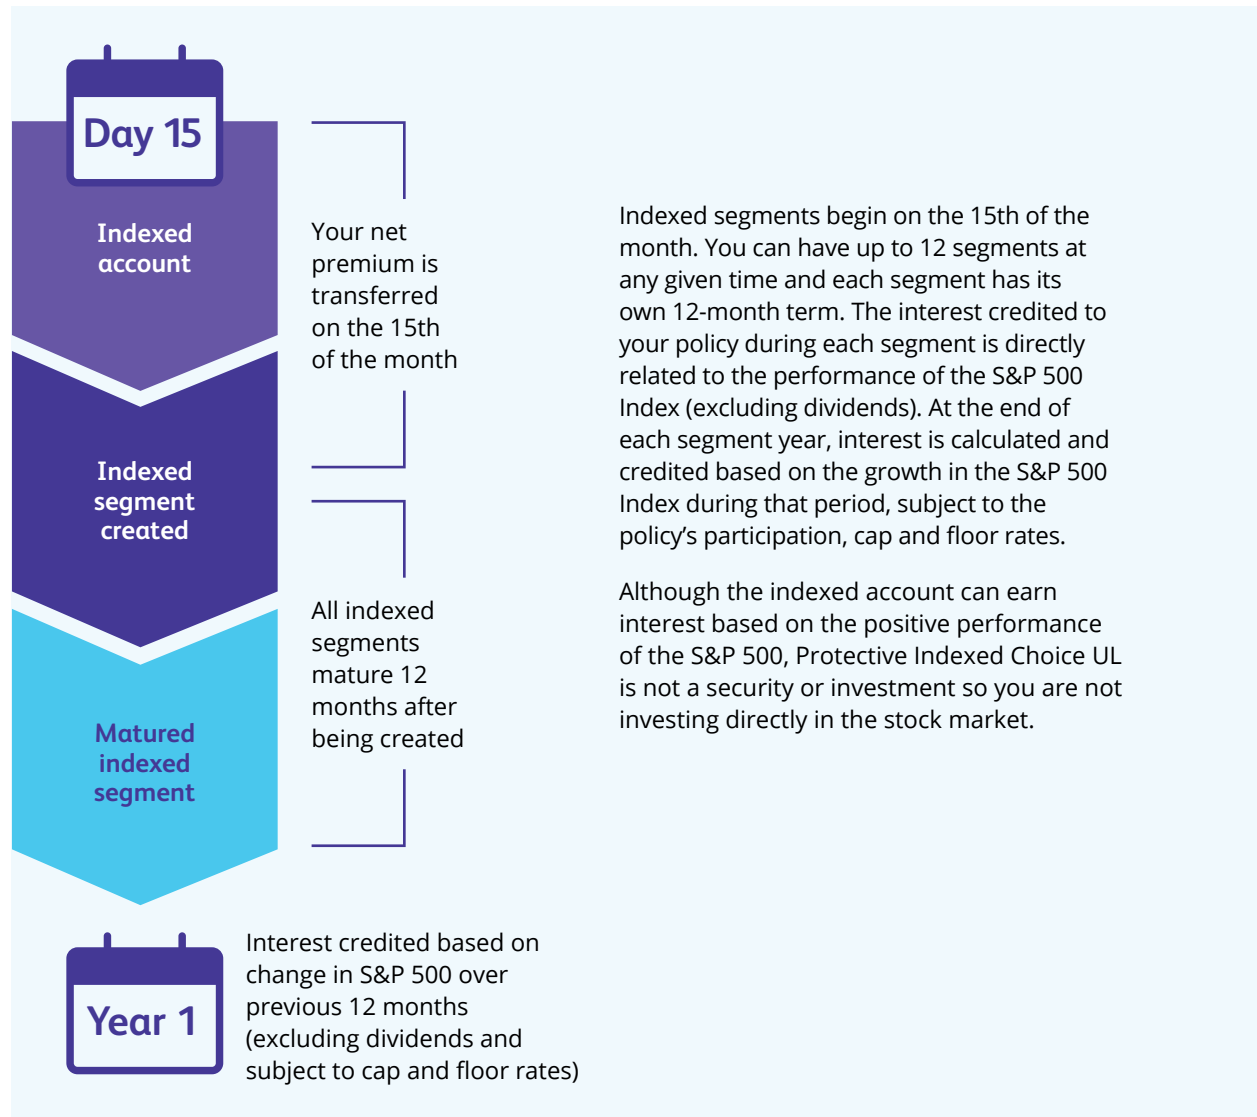 Day 15
Indexed
account
Your net
premium is
transferred
on the 15th
of the month
Indexed
segment
created
All indexed
segments
mature 12
months after
being created
Matured
indexed
segment
Year 1
Interest credited based on
change in S&P 500 over
previous 12 months
(excluding dividends and
subject to cap and floor rates)
Indexed segments begin on the 15th of the
month. You can have up to 12 segments at
any given time and each segment has its
own 12-month term. The interest credited to
your policy during each segment is directly
related to the performance of the S&P 500
Index (excluding dividends). At the end of
each segment year, interest is calculated and
credited based on the growth in the S&P 500
Index during that period, subject to the
policy’s participation, cap and floor rates.
Although the indexed account can earn
interest based on the positive performance
of the S&P 500, Protective Indexed Choice UL
is not a security or investment so you are not
investing directly in the stock market.